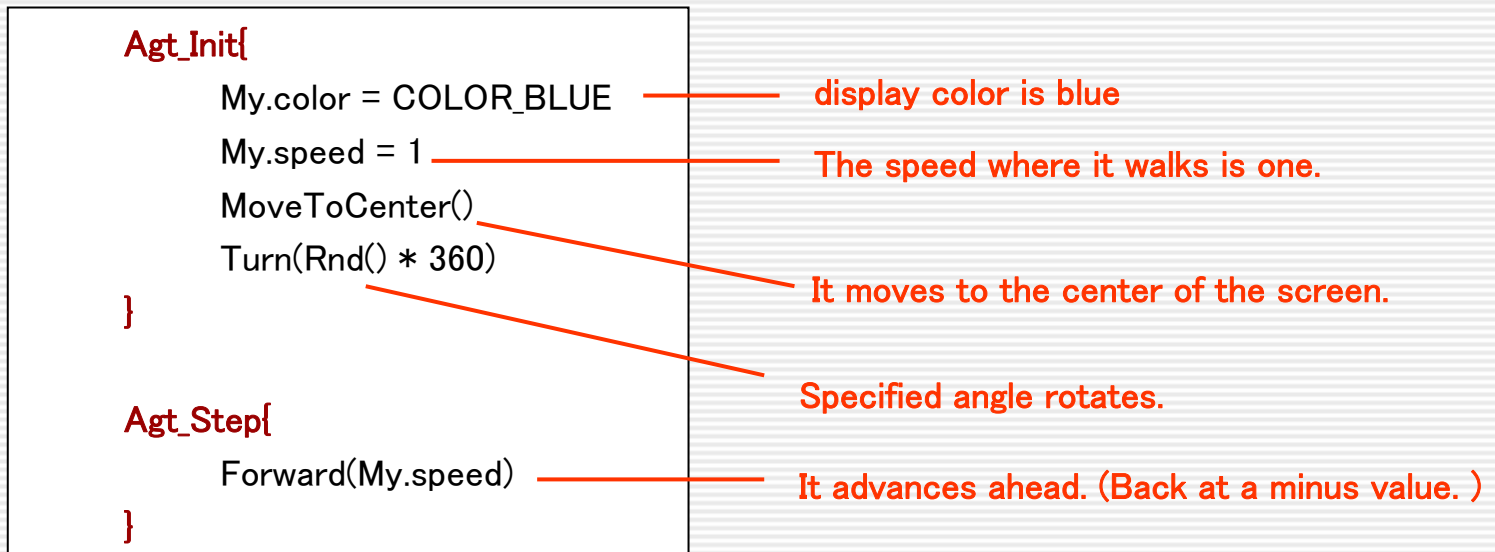 Agt_Init{
My.color = COLOR_BLUE
display color is blue
My.speed = 1
The speed where it walks is one.
MoveToCenter()
It moves to the center of the screen.
Turn(Rnd() * 360)
Specified angle rotates.
}
Agt_Step{
Forward(My.speed)
It advances ahead. (Back at a minus value. )
}